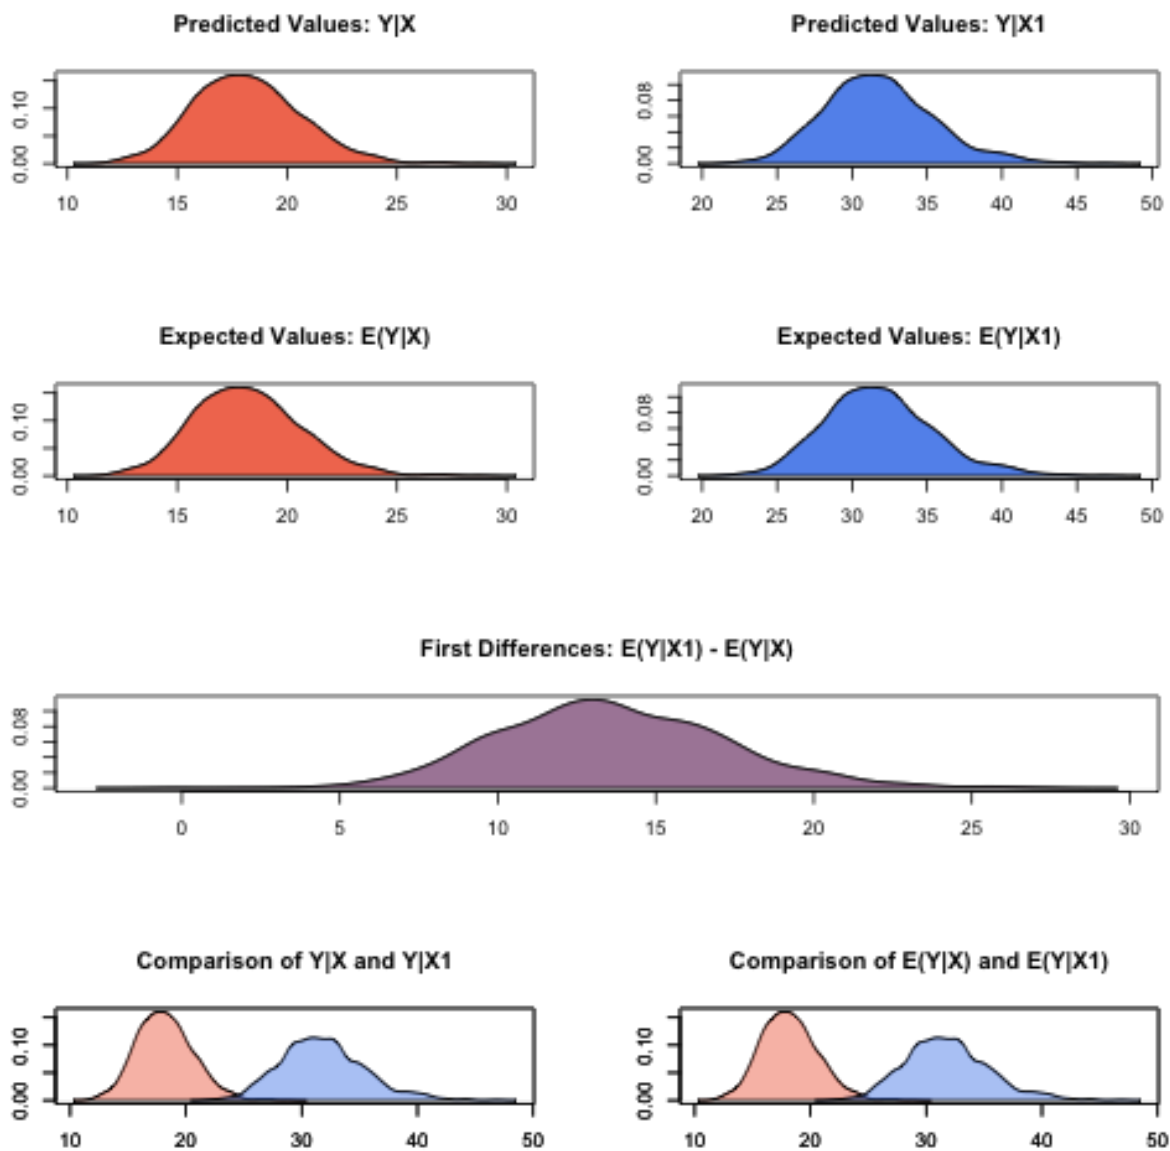 Predicted Values: Y|X
Predicted Values: Y|X1
0.00 0.10
10 15 20 25 30
0.00 0.08
20 25 30 35 40 45 50
Expected Values: E(Y|X)
Expected Values: E(Y|X1)
0.00 0.10
10 15 20 25 30
0.00 0.08
20 25 30 35 40 45 50
First Differences: E(Y|X1) - E(Y|X)
0.00 0.08
0 5 10 15 20 25 30
Comparison of Y|X and Y|X1
Comparison of E(Y|X) and E(Y|X1)
0.00 0.10
10 20 30 40 50
0.00 0.10
10 20 30 40 50